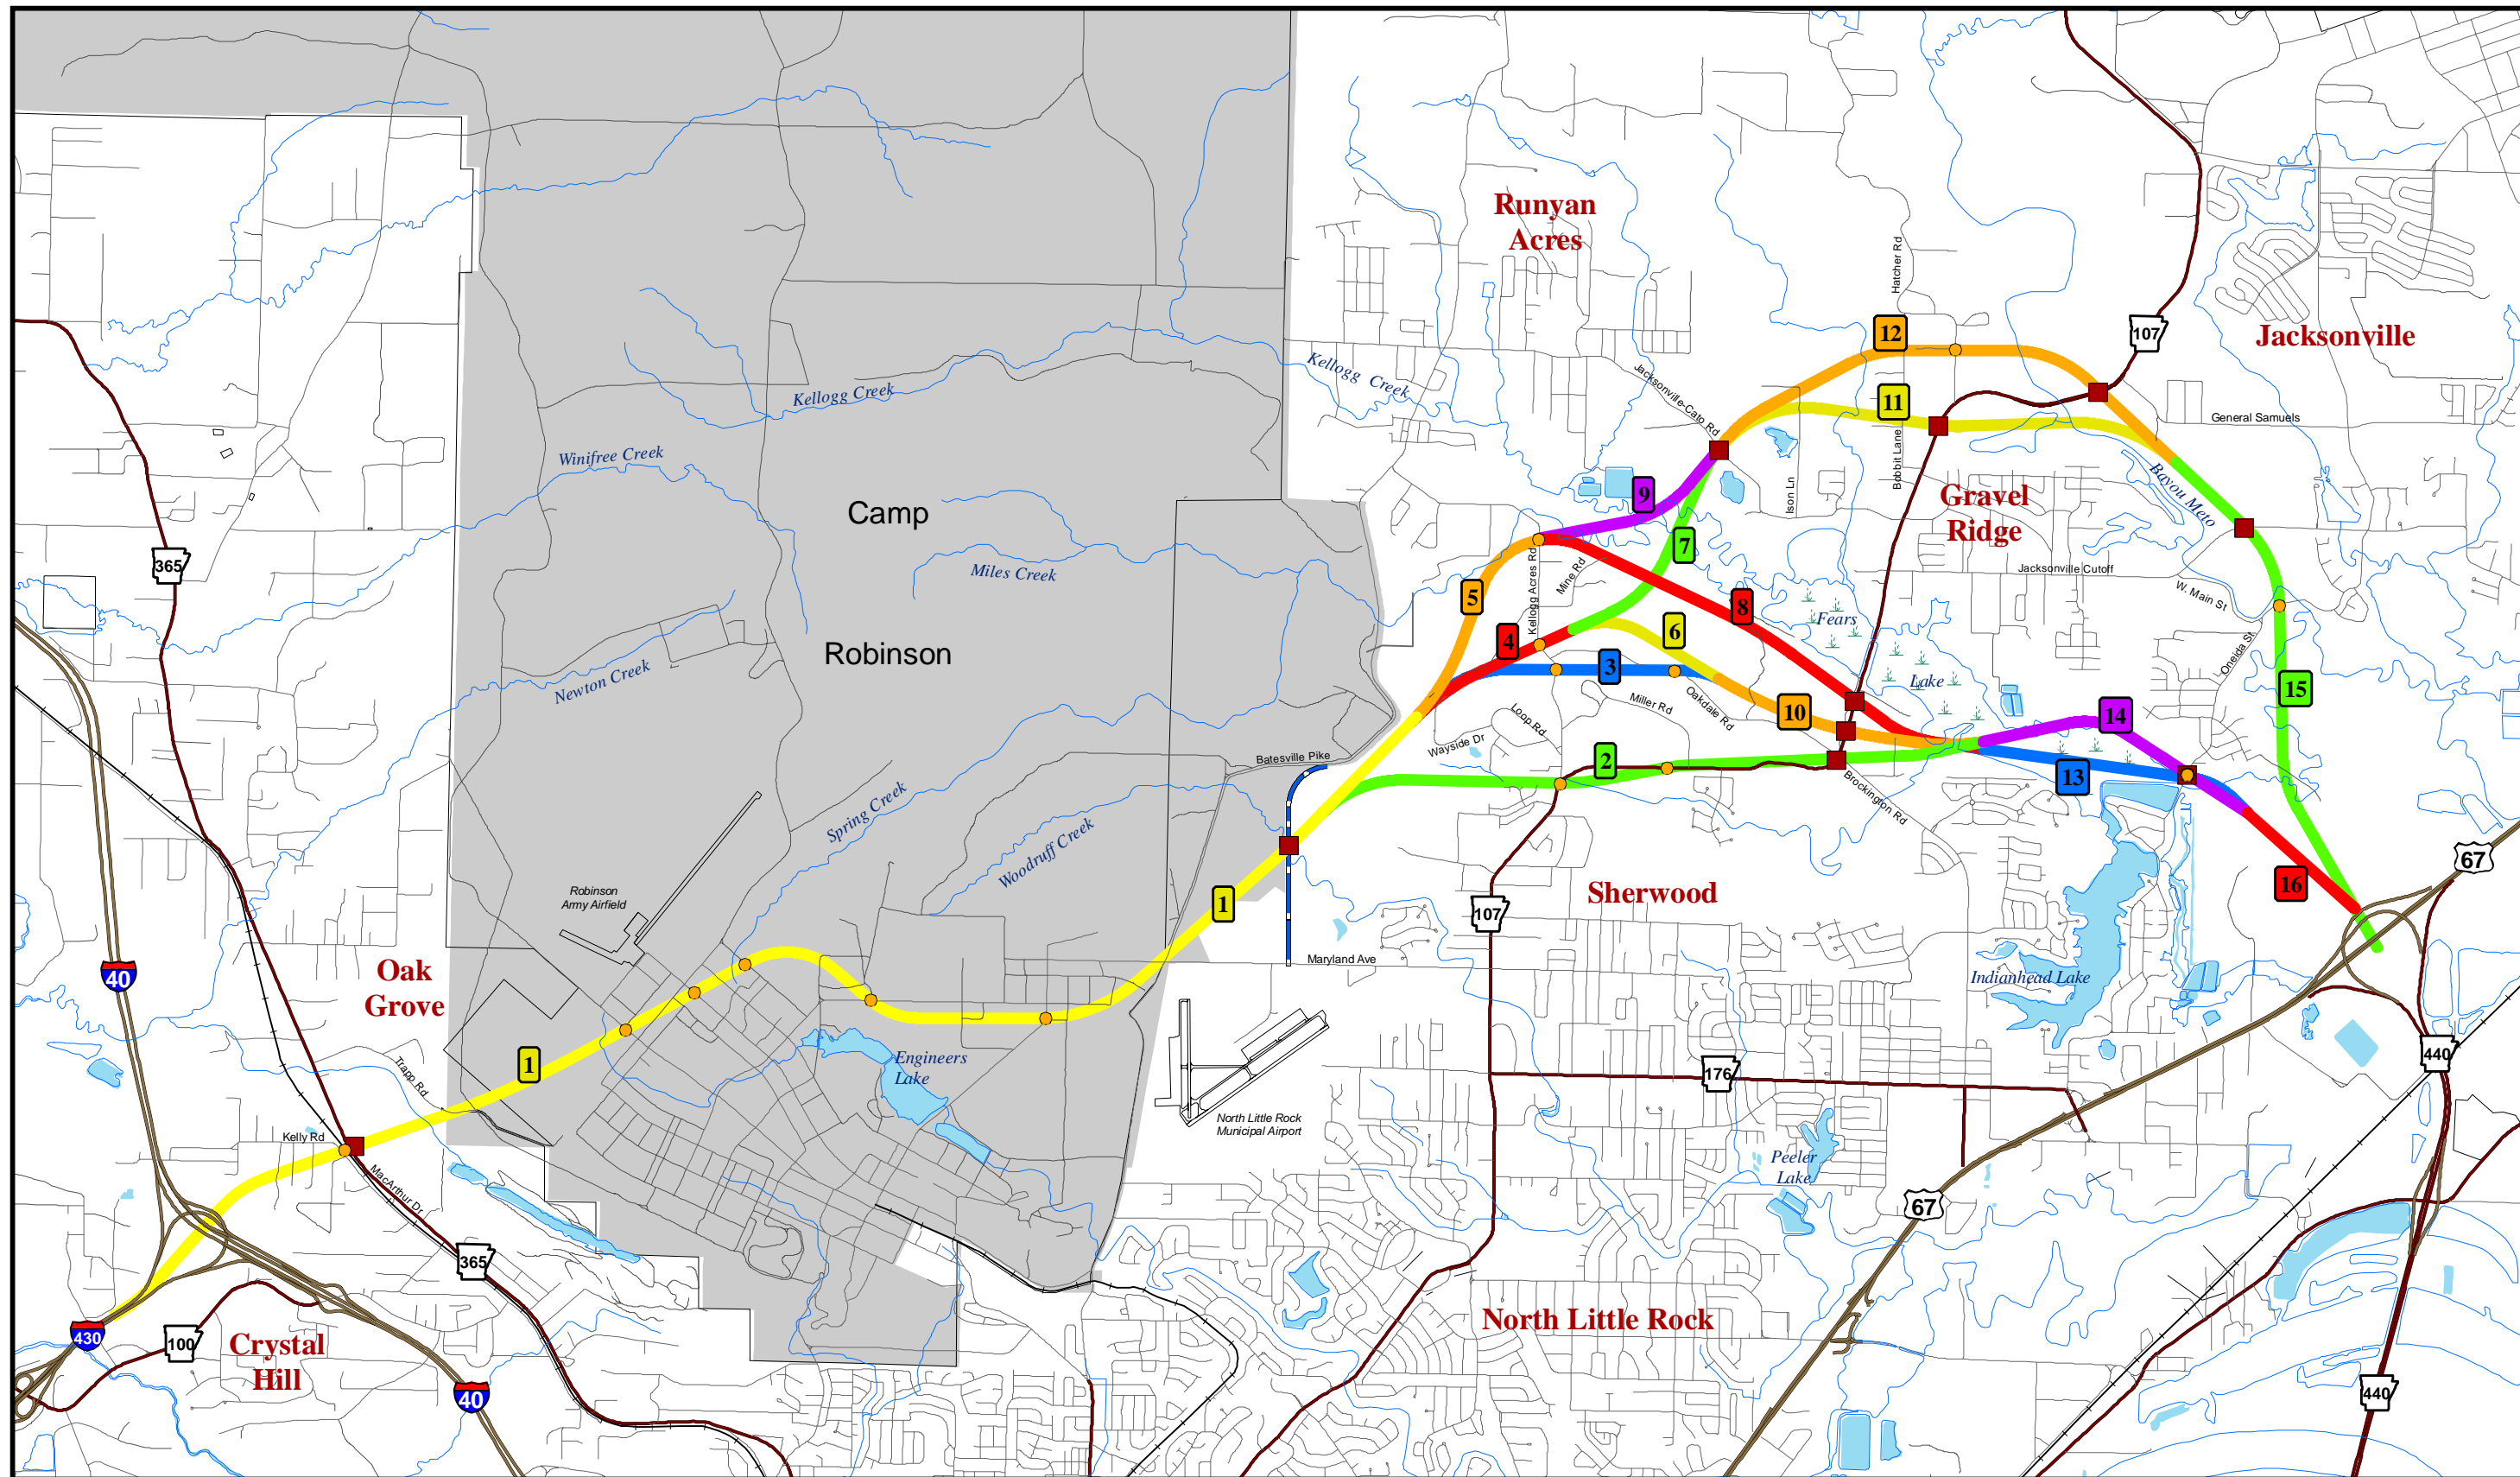 Runyan
Acres
Hatcher Rd
12
107
Jacksonville
Kellogg Creek
Kellogg Creek
Jacksonville-Cato Rd
11
General Samuels
Winifree Creek
Bobbit Lane
Camp
9
Ison Ln
Gravel
Ridge
Bayou Meto
365
Miles Creek
7
Kellogg Acres Rd
Mine Rd
Jacksonville Cutoff
5
8
W. Main St
Fears
Robinson
4
6
Newton Creek
3
Oneida St
Lake
15
Miller Rd
Oakdale Rd
Loop Rd
10
14
Wayside Dr
Batesville Pike
2
13
Brockington Rd
Spring Creek
Woodruff Creek
67
Robinson
Army Airfield
1
Sherwood
16
107
Oak
Grove
40
Maryland Ave
Indianhead Lake
Engineers
Lake
1
Trapp Rd
440
176
North Little Rock
Municipal Airport
Kelly Rd
Peeler
Lake
MacArthur Dr
67
365
430
100
Crystal
Hill
North Little Rock
40
440